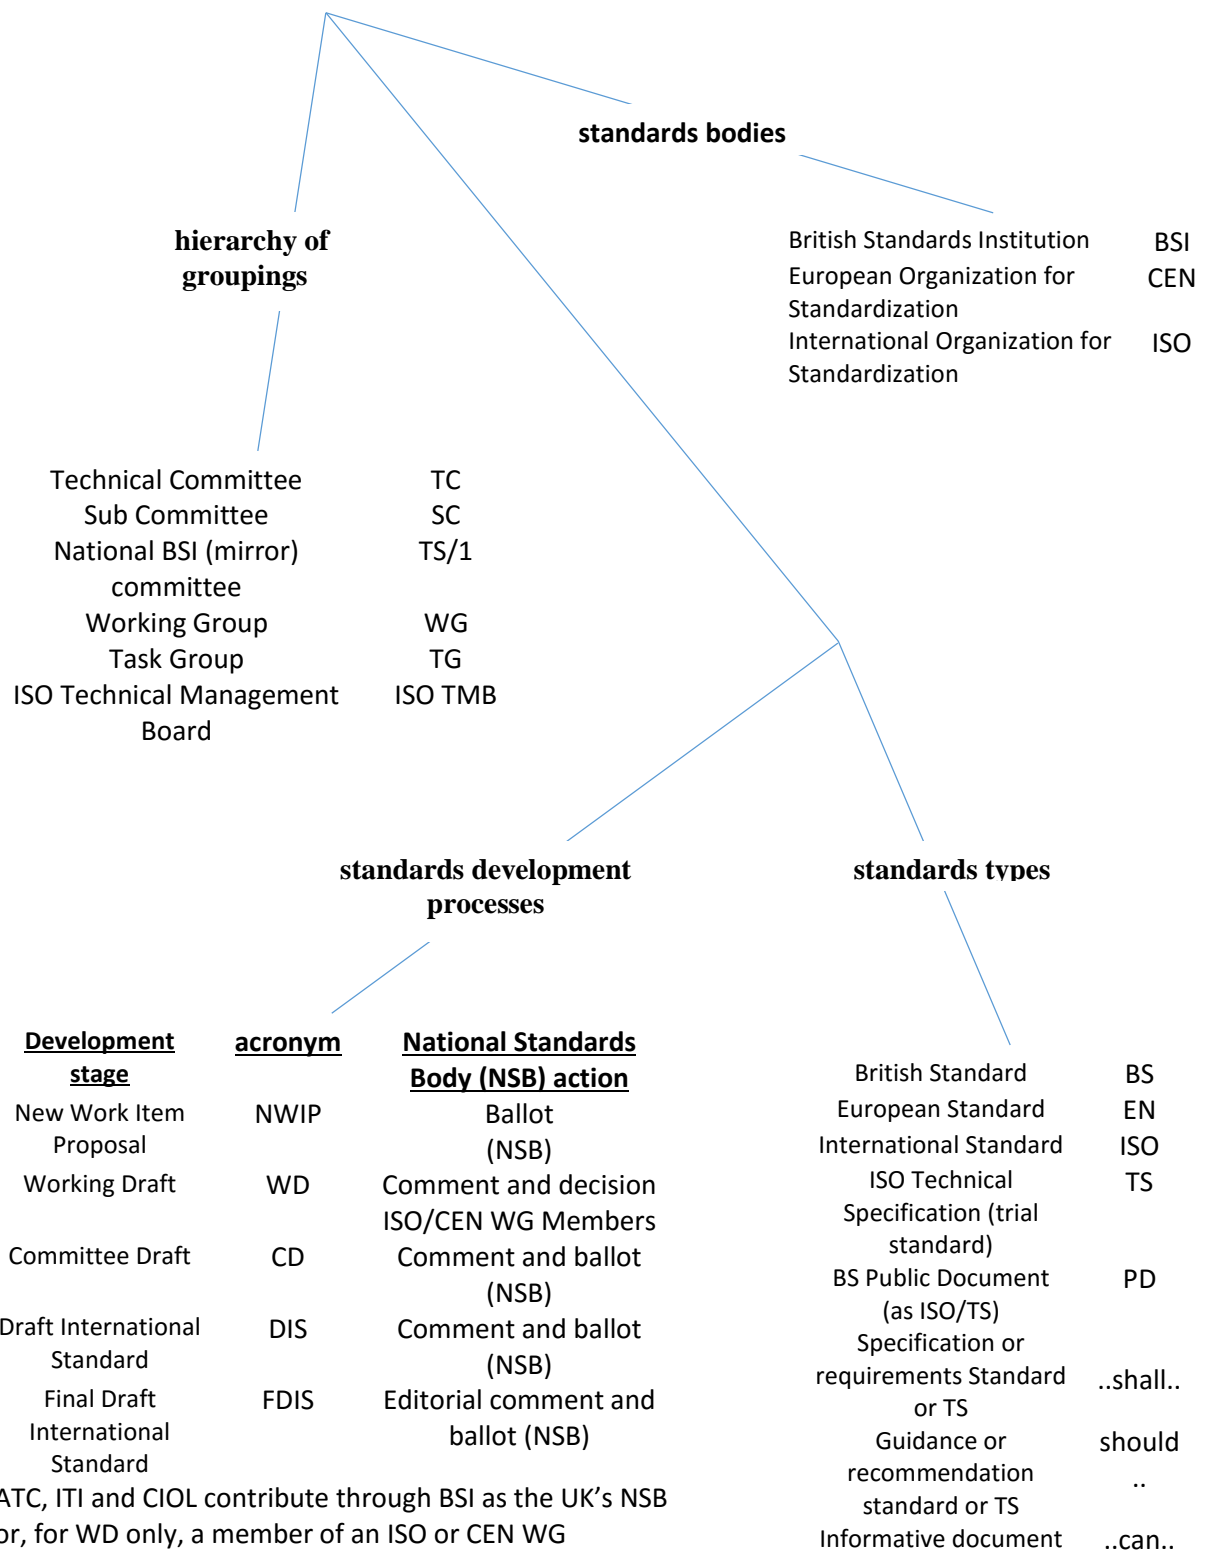 standards bodies
British Standards Institution BSI
European Organization for CEN
Standardization
International Organization for ISO
Standardization
hierarchy of
groupings
Technical Committee TC
Sub Committee SC
National BSI (mirror) TS/1
committee
Working Group WG
Task Group TG
ISO Technical Management ISO TMB
Board
standards development
processes
Development acronym National Standards
stage Body (NSB) action
New Work Item NWIP Ballot
Proposal (NSB)
Working Draft WD Comment and decision
ISO/CEN WG Members
Committee Draft CD Comment and ballot
(NSB)
Draft International DIS Comment and ballot
Standard (NSB)
Final Draft FDIS Editorial comment and
International ballot (NSB)
Standard
ATC, ITI and CIOL contribute through BSI as the UK’s NSB
or, for WD only, a member of an ISO or CEN WG
standards types
British Standard BS
European Standard EN
International Standard ISO
ISO Technical TS
Specification (trial
standard)
BS Public Document PD
(as ISO/TS)
Specification or
requirements Standard ..shall..
or TS
Guidance or should
recommendation ..
standard or TS
Informative document ..can..